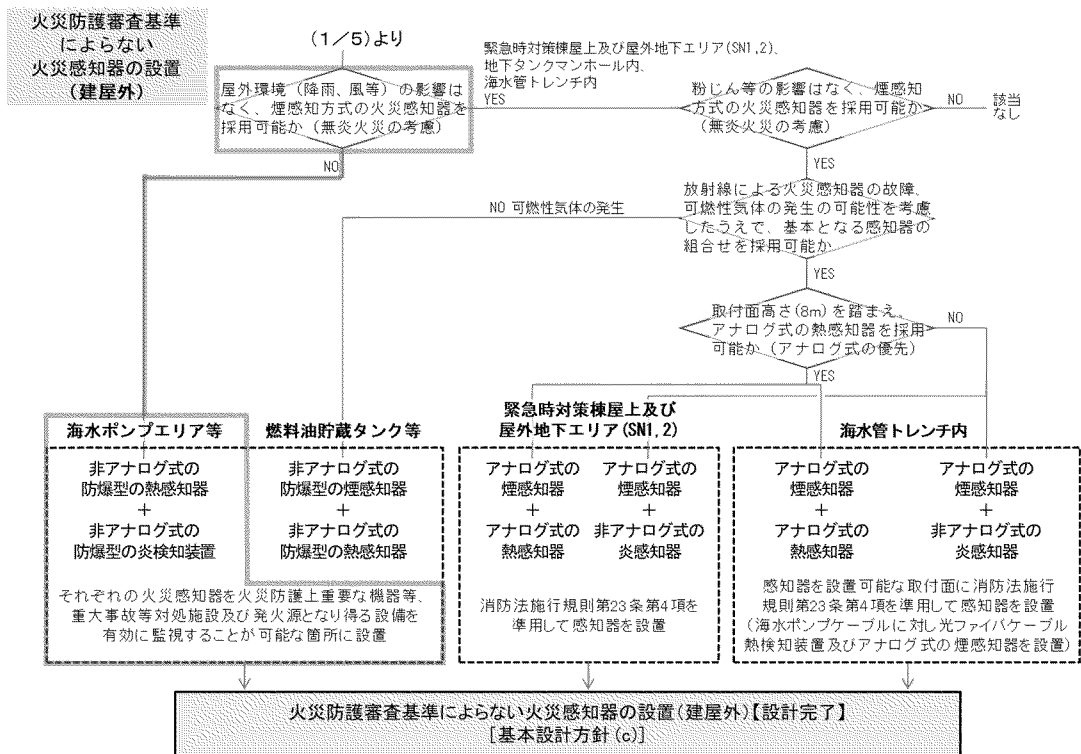 火災防護審査基準
によらない
火災感知器の設置
(建屋外)
(1/5)より
屋外環境(降雨、風等)の影響は
なく、煙感知方式の火災感知器を
採用可能か(無炎火災の考慮)
YES
緊急時対策棟屋上及び屋外地下エリア(SN1,2)、
地下タンクマンホール内、
海水管トレンチ内
粉じん等の影響はなく、煙感知
方式の火災感知器を採用可能か
(無炎火災の考慮)
NO
該当
なし
NO
YES
放射線による火災感知器の故障、
可燃性気体の発生の可能性を考慮
したうえで、基本となる感知器の
組合せを採用可能か
NO 可燃性気体の発生
YES
取付面高さ(8m)を踏まえ、
アナログ式の熱感知器を採用
可能か(アナログ式の優先)
NO
YES
海水ポンプエリア等
非アナログ式の
防爆型の熱感知器
+
非アナログ式の
防爆型の炎検知装置
燃料油貯蔵タンク等
非アナログ式の
防爆型の煙感知器
+
非アナログ式の
防爆型の熱感知器
それぞれの火災感知器を火災防護上重要な機器等、
重大事故等対処施設及び発火源となり得る設備を
有効に監視することが可能な箇所に設置
緊急時対策棟屋上及び
屋外地下エリア(SN1,2)
アナログ式の
煙感知器
+
アナログ式の
熱感知器
アナログ式の
煙感知器
+
非アナログ式の
炎感知器
消防法施行規則第23条第4項を
準用して感知器を設置
海水管トレンチ内
アナログ式の
煙感知器
+
アナログ式の
熱感知器
アナログ式の
煙感知器
+
非アナログ式の
炎感知器
感知器を設置可能な取付面に消防法施行
規則第23条第4項を準用して感知器を設置
(海水ポンプケーブルに対し光ファイバケーブル
熱検知装置及びアナログ式の煙感知器を設置)
火災防護審査基準によらない火災感知器の設置(建屋外)【設計完了】
[基本設計方針(c)]